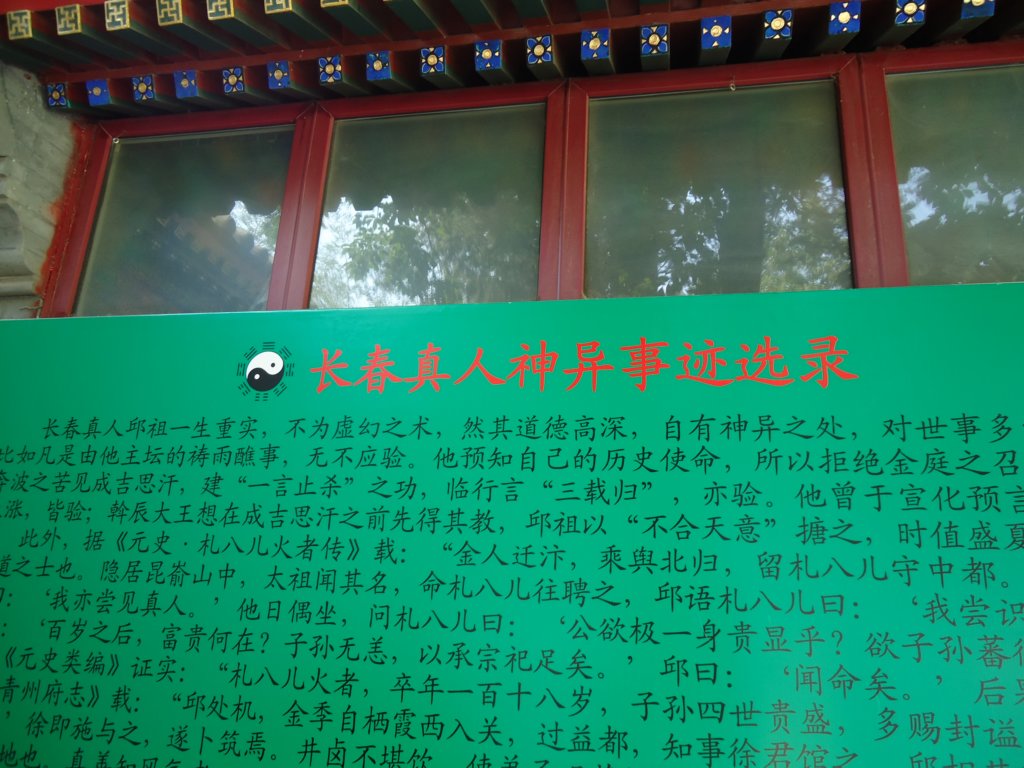 长春真人神异事迹选录
长春真人邱祖一生重实，不为虚幻之术，然其道德高深，自有神异之处，对世事多
比如凡是由他主坛的祷雨醮事，无不应验。他预知自己的历史使命，所以拒绝金庭之召
波之苦见成吉思汗，建“一言止杀”之功，临行言“三载归”，亦验。他曾于宣化预言
涨，皆验；斡辰大王想在成吉思汗之前先得其教，邱祖以“不合天意”搪之，时值盛夏
此外，据《元史·札八儿火者传》载：“金人迁汴，乘舆北归，留札八儿守中都。
道之士也。隐居昆嵛山中，太祖闻其名，命札八儿往聘之，邱语札八儿曰：‘我尝识
：‘我亦尝见真人。’他日偶坐，问札八儿曰：‘公欲极一身贵显乎？欲子孙蕃衍
：‘百岁之后，富贵何在？子孙无恙，以承宗祀足矣。’邱曰：‘闻命矣。’后果
《元史类编》证实：“札八儿火者，卒年一百十八岁，子孙四世贵盛，多赐封谥
青州府志》载：“邱处机，金季自栖霞西入关，过益都，知事徐君馆之
’徐即施与之，遂卜筑焉。井卤不堪饮，使弟子
地也，真善知风气